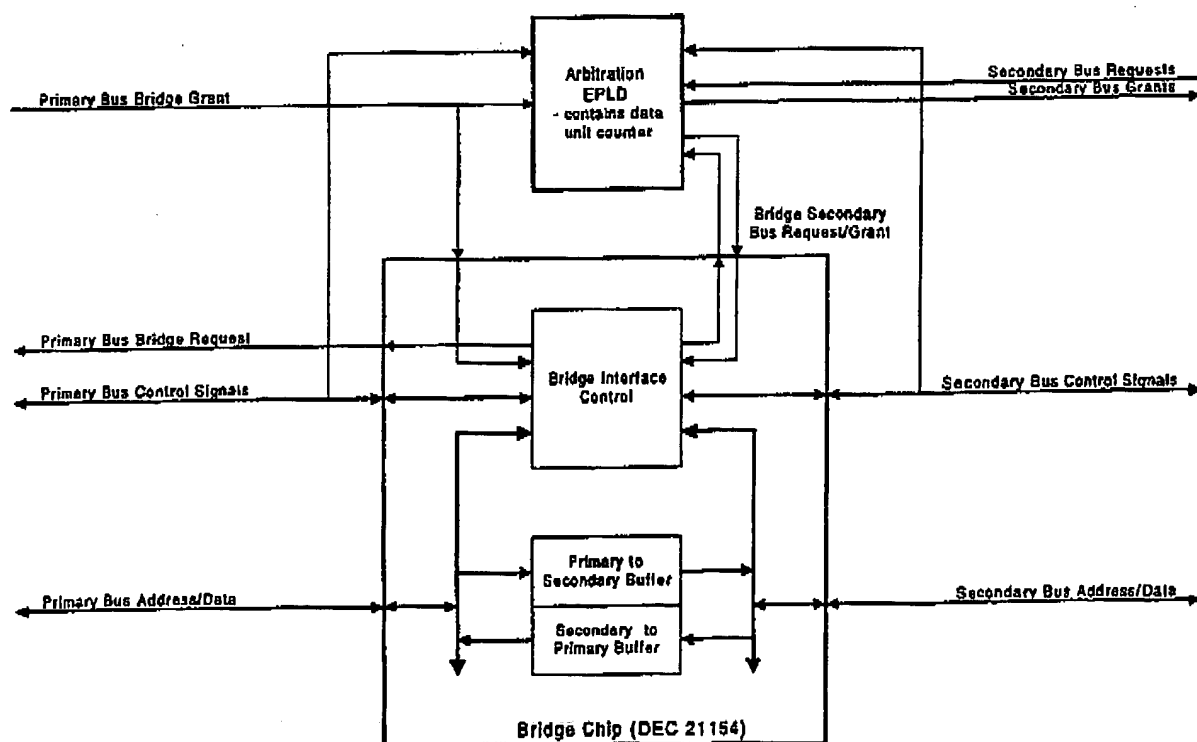 Arbitration
EPLD
- contains data
unit counter
Primary Bus Bridge Grant
Secondary Bus Requests
Secondary Bus Grants
Bridge Secondary
Bus Request/Grant
Primary Bus Bridge Request
Primary Bus Control Signals
Bridge Interface
Control
Secondary Bus Control Signals
Primary to
Secondary Buffer
Primary Bus Address/Data
Secondary Bus Address/Data
Secondary to
Primary Buffer
Bridge Chip (DEC 21154)